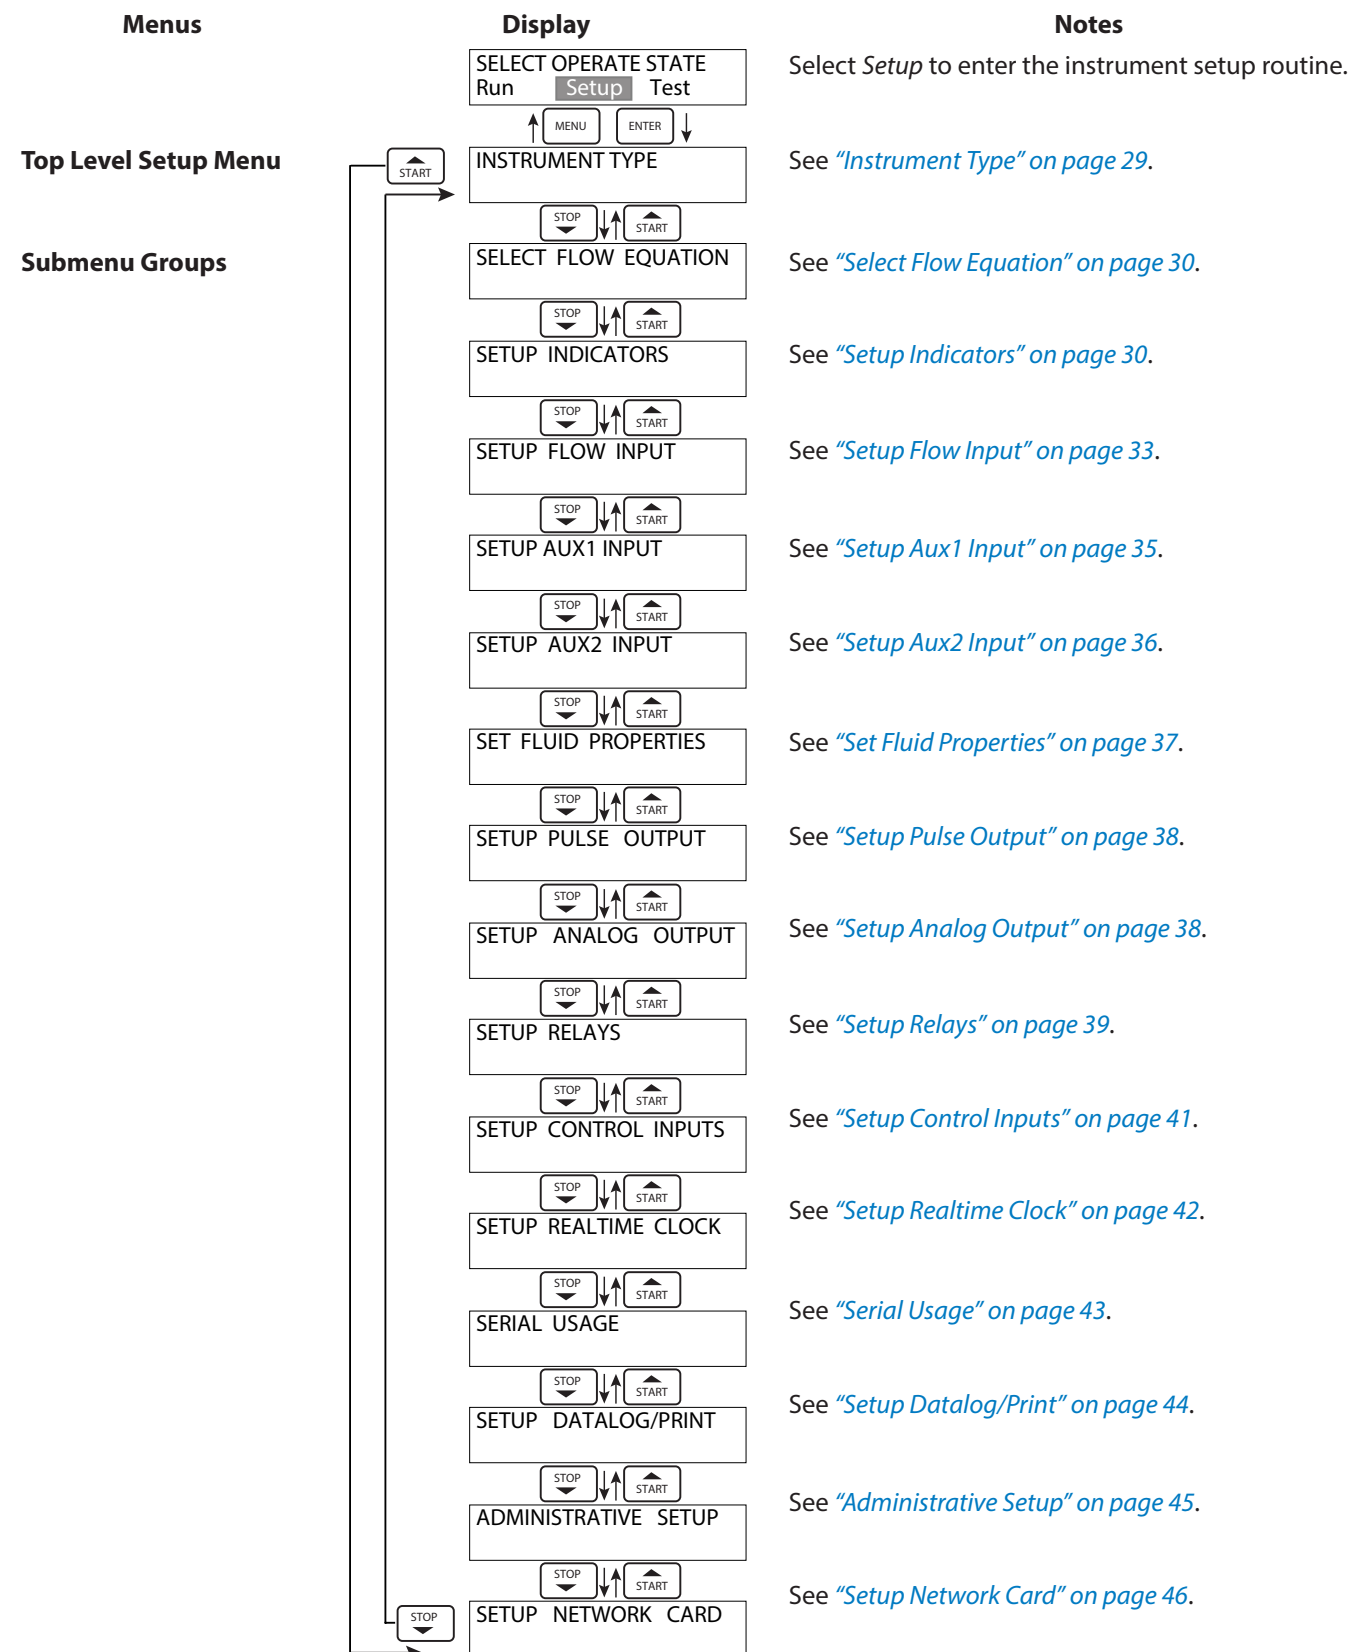 Menus Display Notes
SELECT OPERATE STATE
Run Setup Test
Select Setup to enter the instrument setup routine.
MENU ENTER
Top Level Setup Menu
START
INSTRUMENT TYPE
See "Instrument Type" on page 29.
STOP START
Submenu Groups
SELECT FLOW EQUATION
See "Select Flow Equation" on page 30.
STOP START
SETUP INDICATORS
See "Setup Indicators" on page 30.
STOP START
SETUP FLOW INPUT
See "Setup Flow Input" on page 33.
STOP START
SETUP AUX1 INPUT
See "Setup Aux1 Input" on page 35.
STOP START
SETUP AUX2 INPUT
See "Setup Aux2 Input" on page 36.
STOP START
SET FLUID PROPERTIES
See "Set Fluid Properties" on page 37.
STOP START
SETUP PULSE OUTPUT
See "Setup Pulse Output" on page 38.
STOP START
SETUP ANALOG OUTPUT
See "Setup Analog Output" on page 38.
STOP START
SETUP RELAYS
See "Setup Relays" on page 39.
STOP START
SETUP CONTROL INPUTS
See "Setup Control Inputs" on page 41.
STOP START
SETUP REALTIME CLOCK
See "Setup Realtime Clock" on page 42.
STOP START
SERIAL USAGE
See "Serial Usage" on page 43.
STOP START
SETUP DATALOG/PRINT
See "Setup Datalog/Print" on page 44.
STOP START
ADMINISTRATIVE SETUP
See "Administrative Setup" on page 45.
STOP START
STOP
SETUP NETWORK CARD
See "Setup Network Card" on page 46.